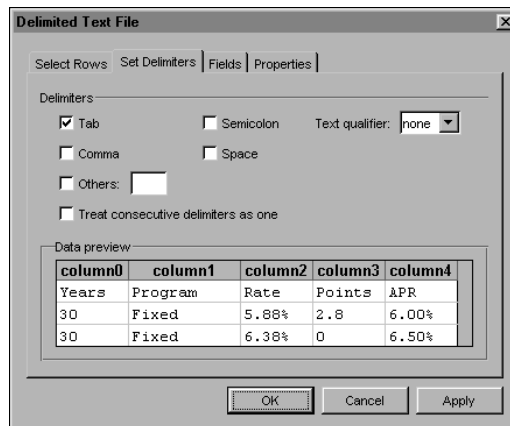 Delimited Text File
Select Rows Set Delimiters Fields Properties
Delimiters
Tab Semicolon Text qualifier: none
Comma Space
Others:
Treat consecutive delimiters as one
Data preview
column0 column1 column2 column3 column4
Years Program Rate Points APR
30 Fixed 5.88% 2.8 6.00%
30 Fixed 6.38% 0 6.50%
OK Cancel Apply